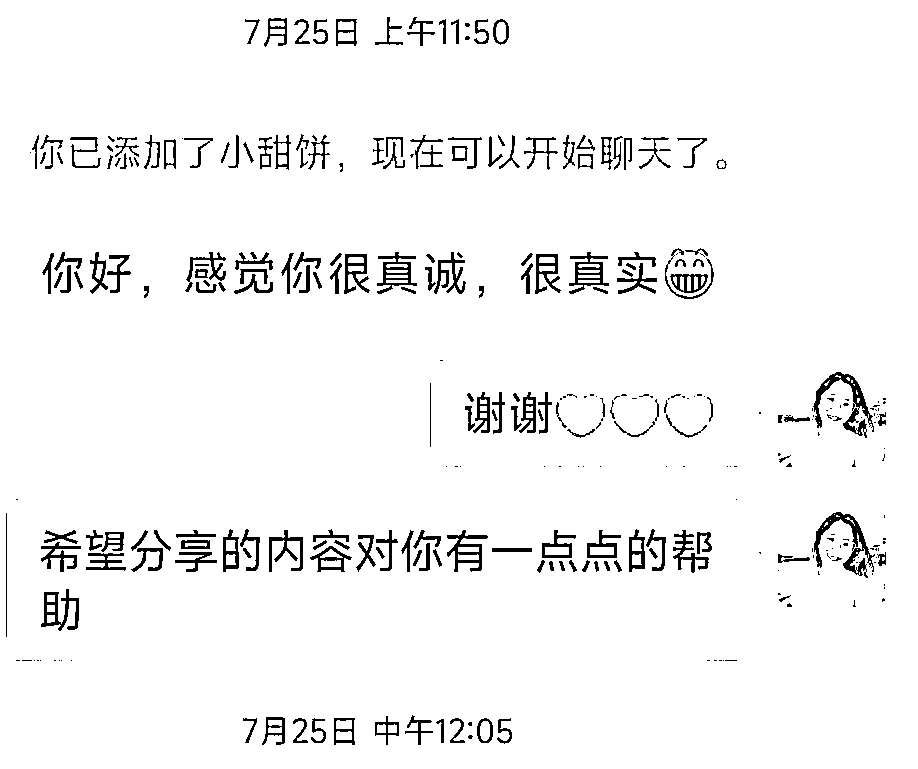 7月25日 上午11:50
你已添加了小甜饼，现在可以开始聊天了。
你好，感觉你很真诚，很真实😁
谢谢♡♡♡
希望分享的内容对你有一点点的帮
助
7月25日 中午12:05